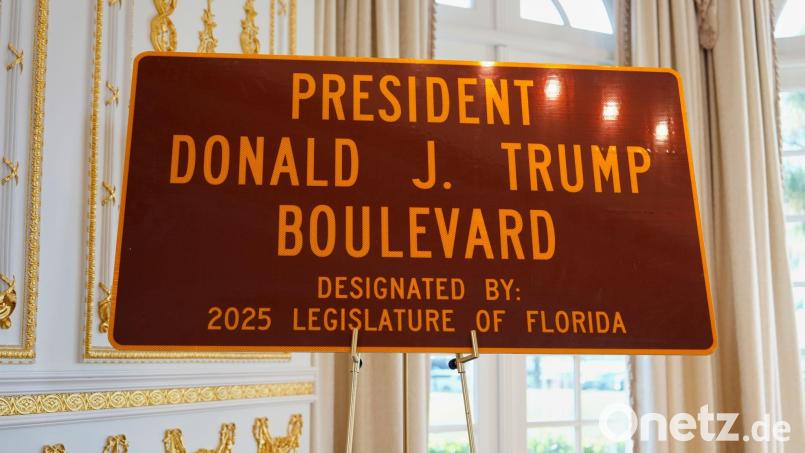 PRESIDENT
DONALD J. TRUMP
BOULEVARD
DESIGNATED BY:
2025 LEGISLATURE OF FLORIDA
Onetz.de